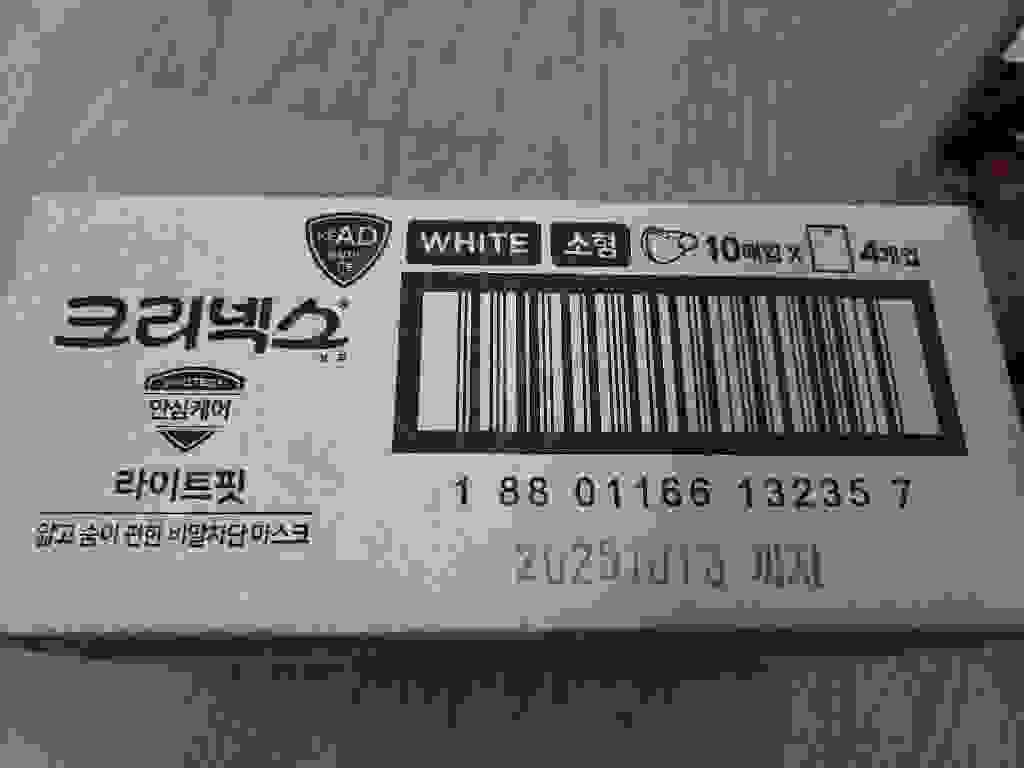 KF-AD
WHITE 소형 10매입 X 4개입
크리넥스
안심케어
라이트핏
얇고 숨이 편한 비말차단 마스크
1 88 01166 13235 7
까지